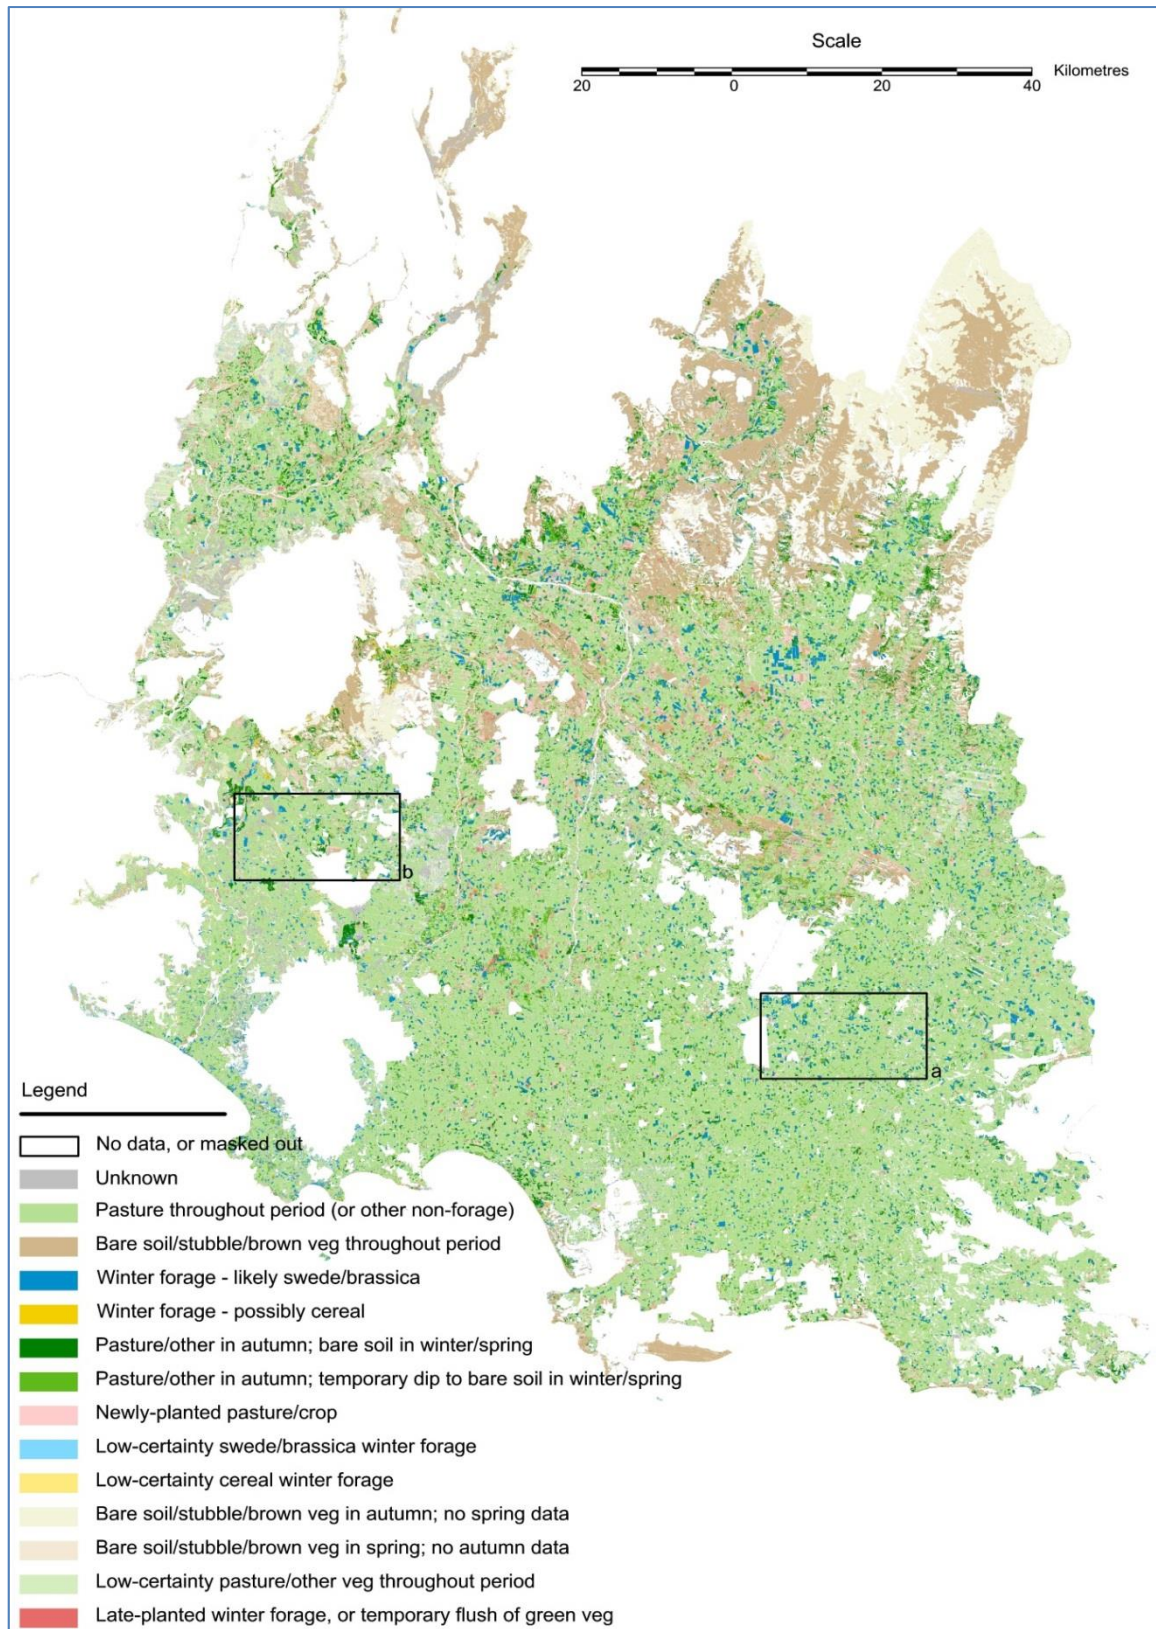 Scale
Kilometres
20 0 20 40
b
a
Legend
No data, or masked out
Unknown
Pasture throughout period (or other non-forage)
Bare soil/stubble/brown veg throughout period
Winter forage - likely swede/brassica
Winter forage - possibly cereal
Pasture/other in autumn; bare soil in winter/spring
Pasture/other in autumn; temporary dip to bare soil in winter/spring
Newly-planted pasture/crop
Low-certainty swede/brassica winter forage
Low-certainty cereal winter forage
Bare soil/stubble/brown veg in autumn; no spring data
Bare soil/stubble/brown veg in spring; no autumn data
Low-certainty pasture/other veg throughout period
Late-planted winter forage, or temporary flush of green veg